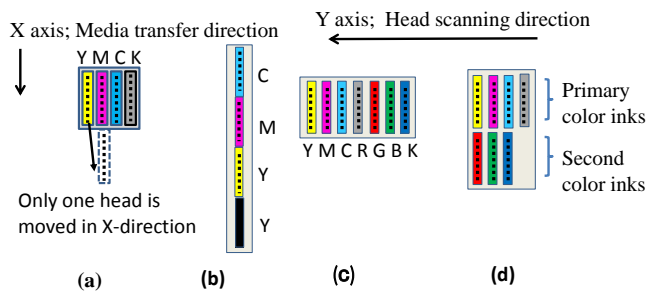 X axis; Media transfer direction
Y axis;  Head scanning direction
Y M C K
C
M
Y
Y
Y M C R G B K
Primary
color inks
Second
color inks
Only one head is
moved in X-direction
(a)
(b)
(c)
(d)